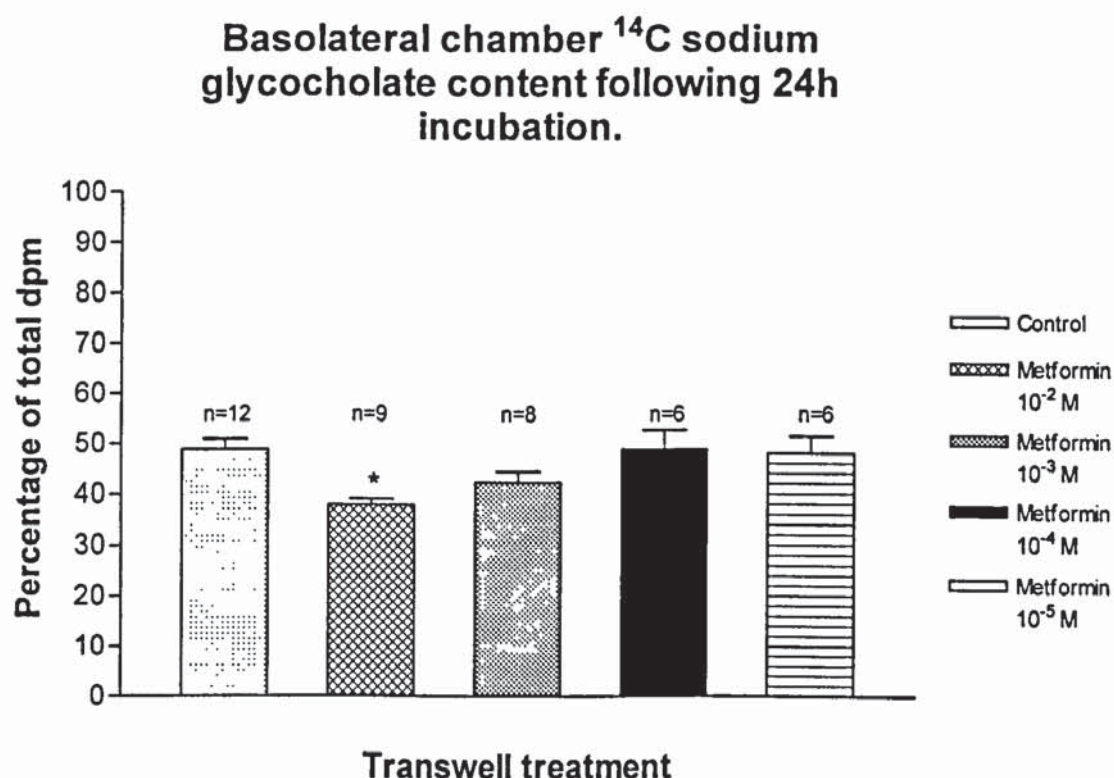 Basolateral chamber ¹⁴C sodium
glycocholate content following 24h
incubation.
Percentage of total dpm
100
90
80
70
60
50
40
30
20
10
0
n=12
n=9
n=8
n=6
n=6
*
Transwell treatment
Control
Metformin
10⁻² M
Metformin
10⁻³ M
Metformin
10⁻⁴ M
Metformin
10⁻⁵ M